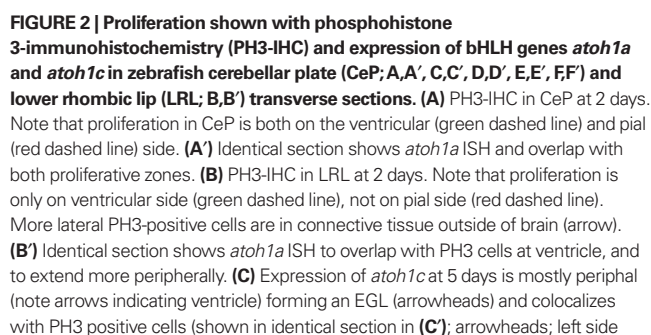 FIGURE 2 | Proliferation shown with phosphohistone
3-immunohistochemistry (PH3-IHC) and expression of bHLH genes atoh1a
and atoh1c in zebrafish cerebellar plate (CeP; A,A′, C,C′, D,D′, E,E′, F,F′) and
lower rhombic lip (LRL; B,B′) transverse sections. (A) PH3-IHC in CeP at 2 days.
Note that proliferation in CeP is both on the ventricular (green dashed line) and pial
(red dashed line) side. (A′) Identical section shows atoh1a ISH and overlap with
both proliferative zones. (B) PH3-IHC in LRL at 2 days. Note that proliferation is
only on ventricular side (green dashed line), not on pial side (red dashed line).
More lateral PH3-positive cells are in connective tissue outside of brain (arrow).
(B′) Identical section shows atoh1a ISH to overlap with PH3 cells at ventricle, and
to extend more peripherally. (C) Expression of atoh1c at 5 days is mostly periphal
(note arrows indicating ventricle) forming an EGL (arrowheads) and colocalizes
with PH3 positive cells (shown in identical section in (C′); arrowheads; left side